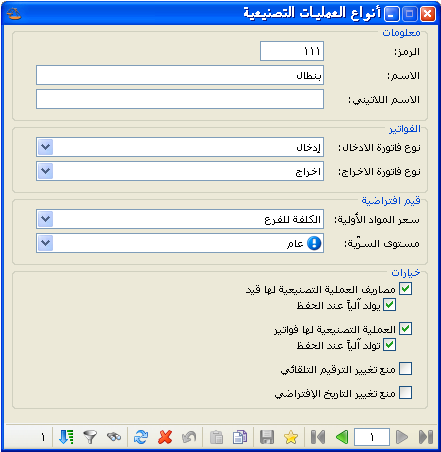 أنواع العمليات التصنيعية
معلومات
الرمز: ١١١
الاسم: بنطال
الاسم اللاتيني:
الفواتير
نوع فاتورة الادخال: إدخال
نوع فاتورة الاخراج: اخراج
قيم افتراضية
سعر المواد الأولية: الكلفة للفرع
مستوى السرّية: عام
خيارات
مصاريف العملية التصنيعية لها قيد
يولد آلياً عند الحفظ
العملية التصنيعية لها فواتير
تولد آلياً عند الحفظ
منع تغيير الترقيم التلقائي
منع تغيير التاريخ الإفتراضي
١ ١